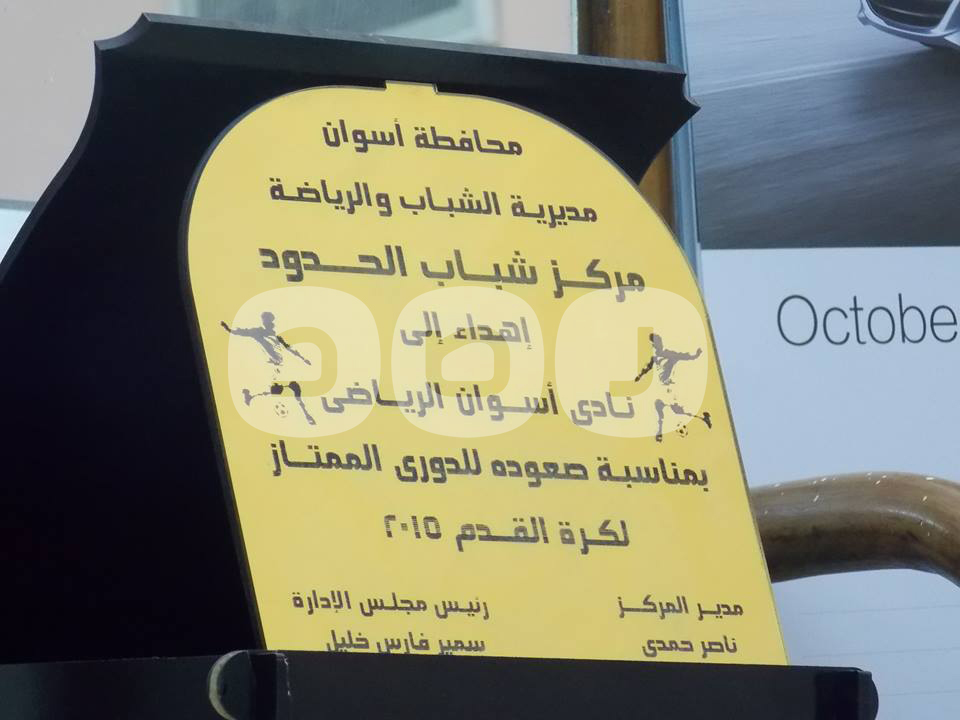 محافطة أسوان
مديرية الشباب والرياضة
مركز شباب الحدود
إهداء إلى
نادى أسوان الرياضى
بمناسبة صعوده للدورى الممتاز
لكرة القدم ٢٠١٥
مدير المركز
رئيس مجلس الإدارة
ناصر حمدى
سمير فارس خليل
Octobe